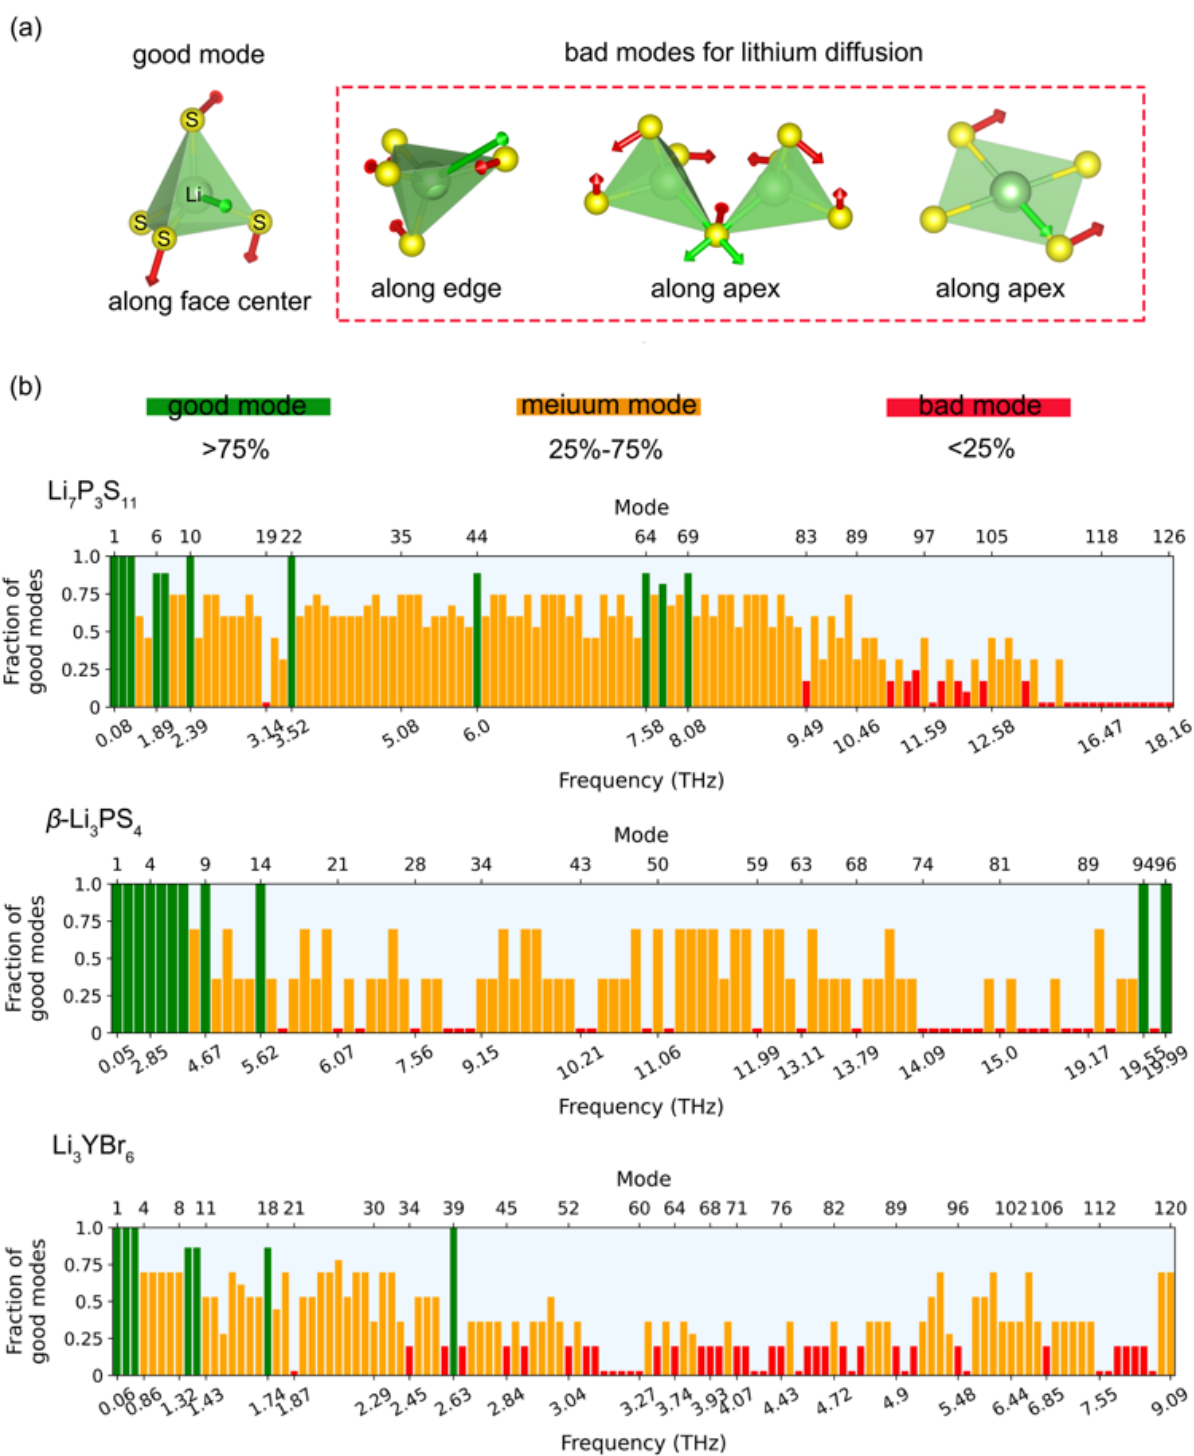 (a)
good mode
bad modes for lithium diffusion
S
Li
S
S
S
along face center
along edge
along apex
along apex
(b)
good mode
meiuum mode
bad mode
>75%
25%-75%
<25%
Li7P3S11
Mode
1 6 10 19 22 35 44 64 69 83 89 97 105 118 126
Fraction of
good modes
1.0
0.75
0.5
0.25
0
0.08 1.89 2.39 3.14 3.52 5.08 6.0 7.58 8.08 9.49 10.46 11.59 12.58 16.47 18.16
Frequency (THz)
β-Li3PS4
Mode
1 4 9 14 21 28 34 43 50 59 63 68 74 81 89 94 96
Fraction of
good modes
1.0
0.75
0.5
0.25
0
0.05 2.85 4.67 5.62 6.07 7.56 9.15 10.21 11.06 11.99 13.11 13.79 14.09 15.0 19.17 19.55 19.99
Frequency (THz)
Li3YBr6
Mode
1 4 8 11 18 21 30 34 39 45 52 60 64 68 71 76 82 89 96 102 106 112 120
Fraction of
good modes
1.0
0.75
0.5
0.25
0
0.06 0.86 1.32 1.43 1.74 1.87 2.29 2.45 2.63 2.84 3.04 3.27 3.74 3.93 4.07 4.43 4.72 4.9 5.48 6.44 6.85 7.55 9.09
Frequency (THz)